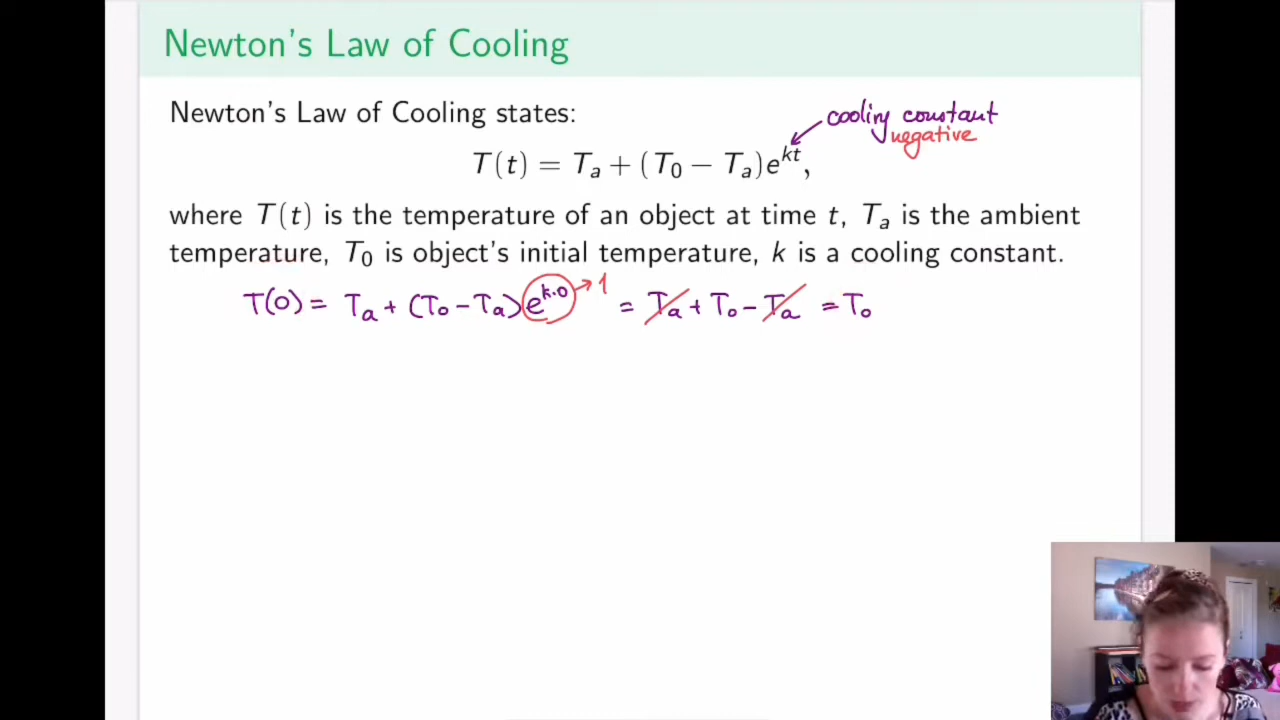 Newton's Law of Cooling
Newton's Law of Cooling states:
cooling constant
negative
T(t) = Tₐ + (T₀ − Tₐ)eᵏᵗ,
where T(t) is the temperature of an object at time t, Tₐ is the ambient
temperature, T₀ is object's initial temperature, k is a cooling constant.
T(0) = Tₐ + (T₀ − Tₐ) eᵏ·⁰ → 1 = Tₐ + T₀ − Tₐ = T₀